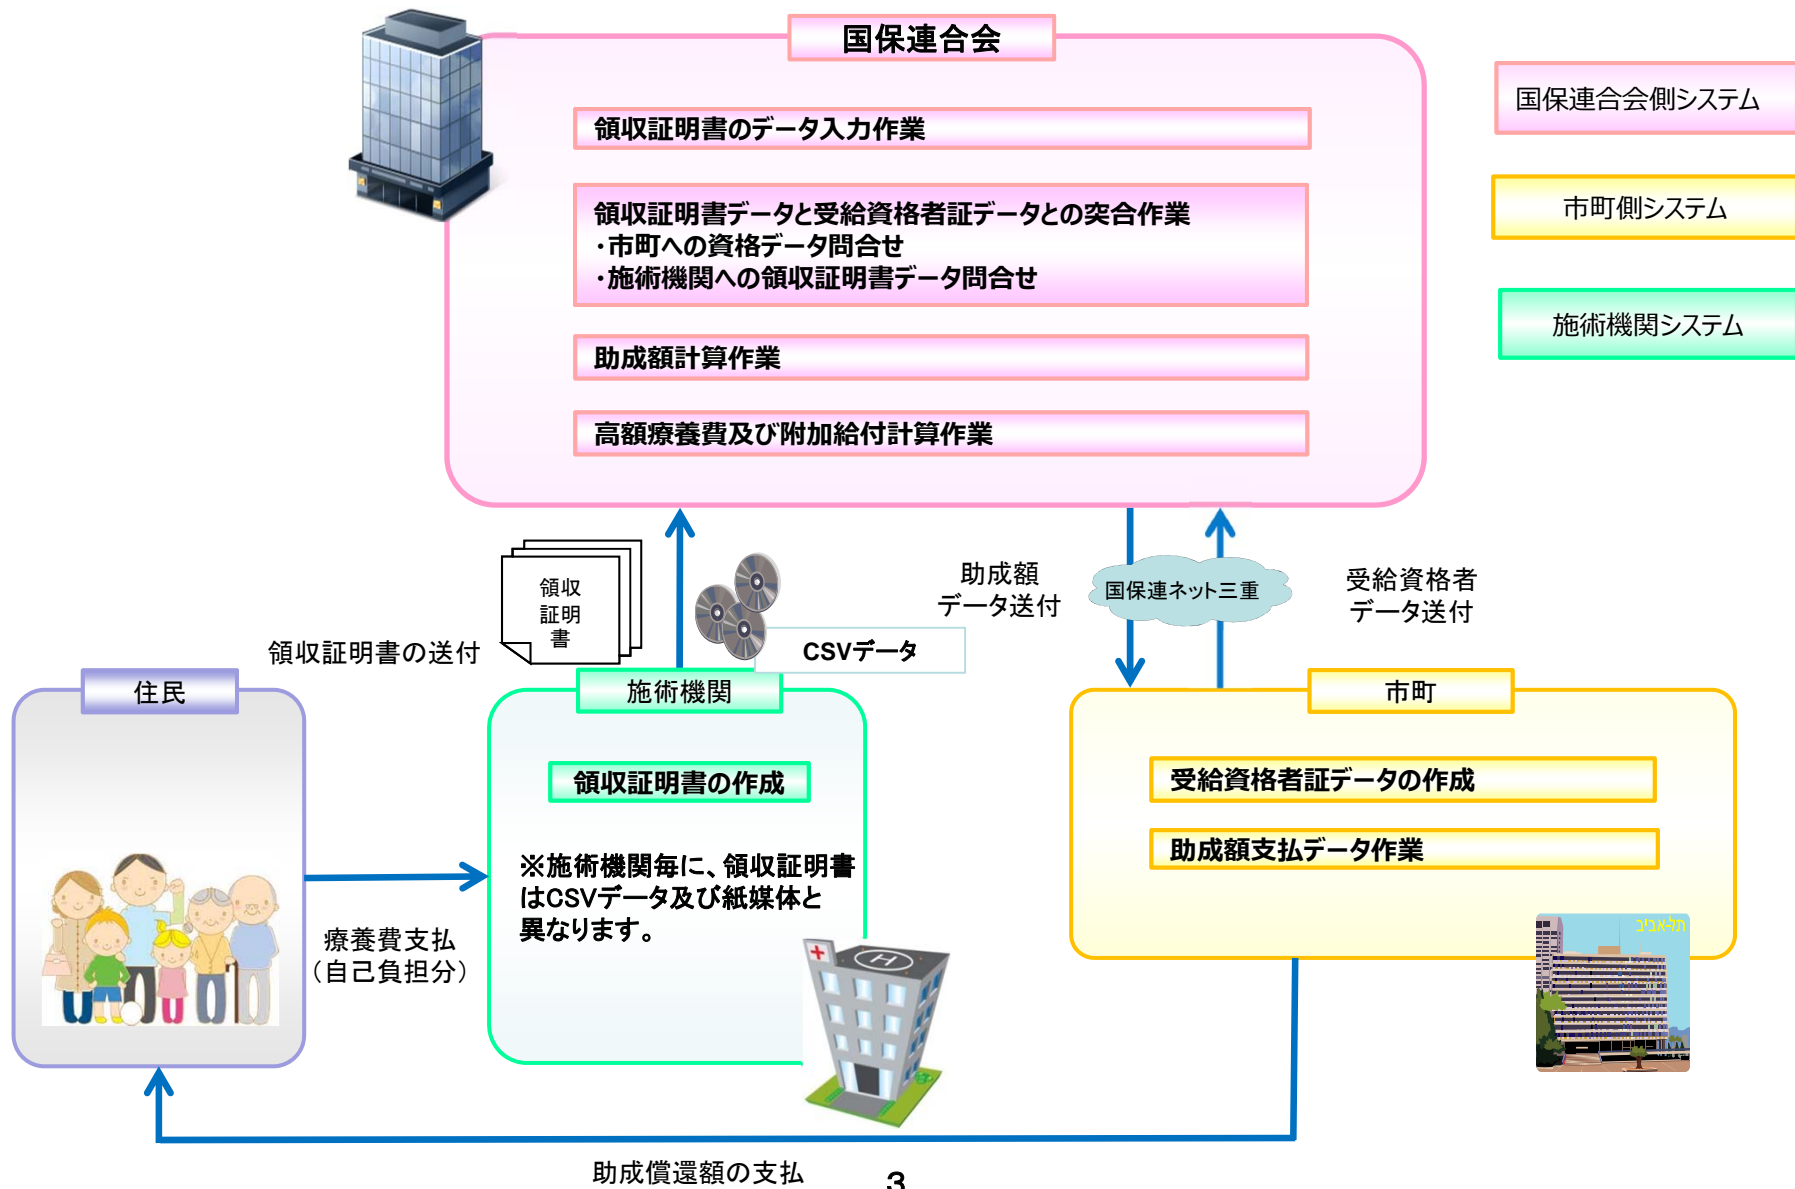 国保連合会
領収証明書のデータ入力作業
領収証明書データと受給資格者証データとの突合作業
・市町への資格データ問合せ
・施術機関への領収証明書データ問合せ
助成額計算作業
高額療養費及び附加給付計算作業
国保連合会側システム
市町側システム
施術機関システム
領収
証明
書
領収証明書の送付
CSVデータ
助成額
データ送付
国保連ネット三重
受給資格者
データ送付
住民
施術機関
領収証明書の作成
※施術機関毎に、領収証明書
はCSVデータ及び紙媒体と
異なります。
H
市町
受給資格者証データの作成
助成額支払データ作業
תל-אביב
療養費支払
（自己負担分）
助成償還額の支払
3